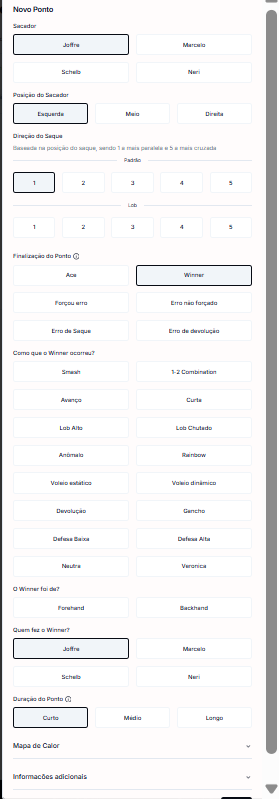 Novo Ponto
Sacador
Joffre Marcelo
Schelb Neri
Posição do Sacador
Esquerda Meio Direita
Direção do Saque
Baseada na posição do saque, sendo 1 a mais paralela e 5 a mais cruzada
Padrão
1 2 3 4 5
Lob
1 2 3 4 5
Finalização do Ponto
Ace Winner
Forçou erro Erro não forçado
Erro de Saque Erro de devolução
Como que o Winner ocorreu?
Smash 1-2 Combination
Avanço Curta
Lob Alto Lob Chutado
Anômalo Rainbow
Voleio estático Voleio dinâmico
Devolução Gancho
Defesa Baixa Defesa Alta
Neutra Veronica
O Winner foi de?
Forehand Backhand
Quem fez o Winner?
Joffre Marcelo
Schelb Neri
Duração do Ponto
Curto Médio Longo
Mapa de Calor
Informações adicionais